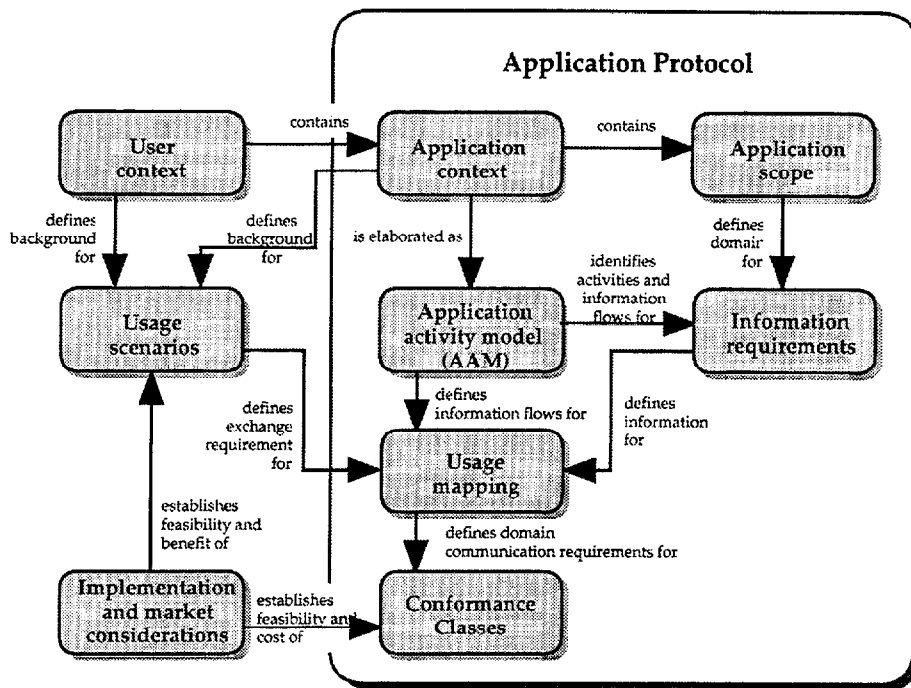 Application Protocol
contains
contains
User
context
Application
context
Application
scope
defines
background
for
defines
background
for
is elaborated as
defines
domain
for
identifies
activities and
information
flows for
Usage
scenarios
Application
activity model
(AAM)
Information
requirements
defines
exchange
requirement
for
defines
information flows for
defines
information
for
Usage
mapping
establishes
feasibility and
benefit of
defines domain
communication requirements for
Implementation
and market
considerations
establishes
feasibility and
cost of
Conformance
Classes